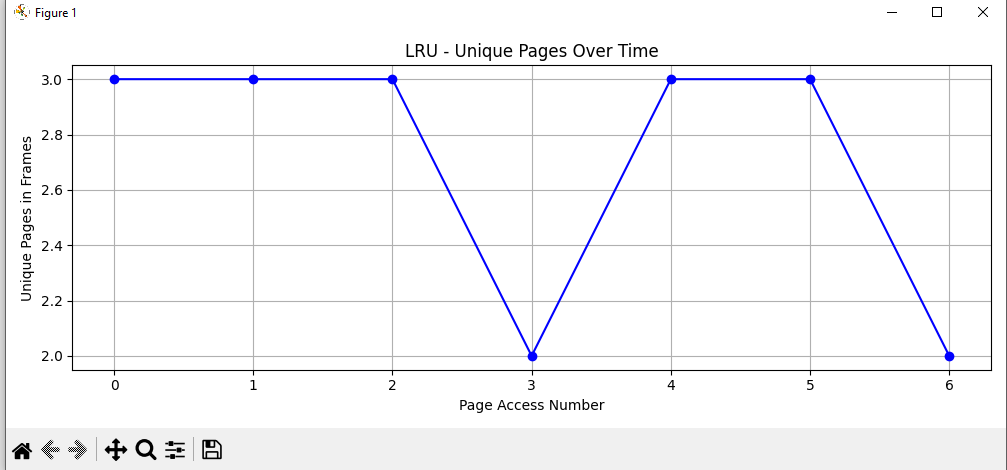 Figure 1
LRU - Unique Pages Over Time
3.0
2.8
2.6
2.4
2.2
2.0
Unique Pages in Frames
0 1 2 3 4 5 6
Page Access Number